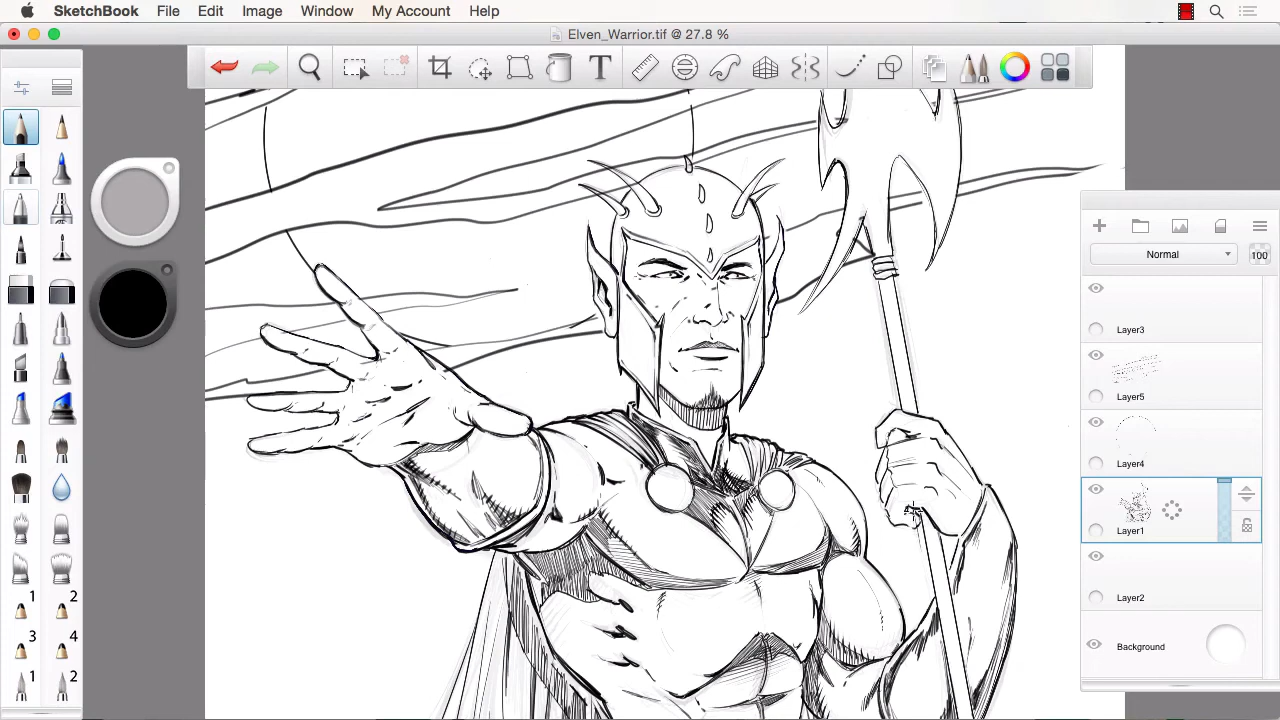 SketchBook File Edit Image Window My Account Help
Elven_Warrior.tif @ 27.8 %
T
Normal 100
Layer3
Layer5
Layer4
Layer1
Layer2
Background
1 2
3 4
1 2